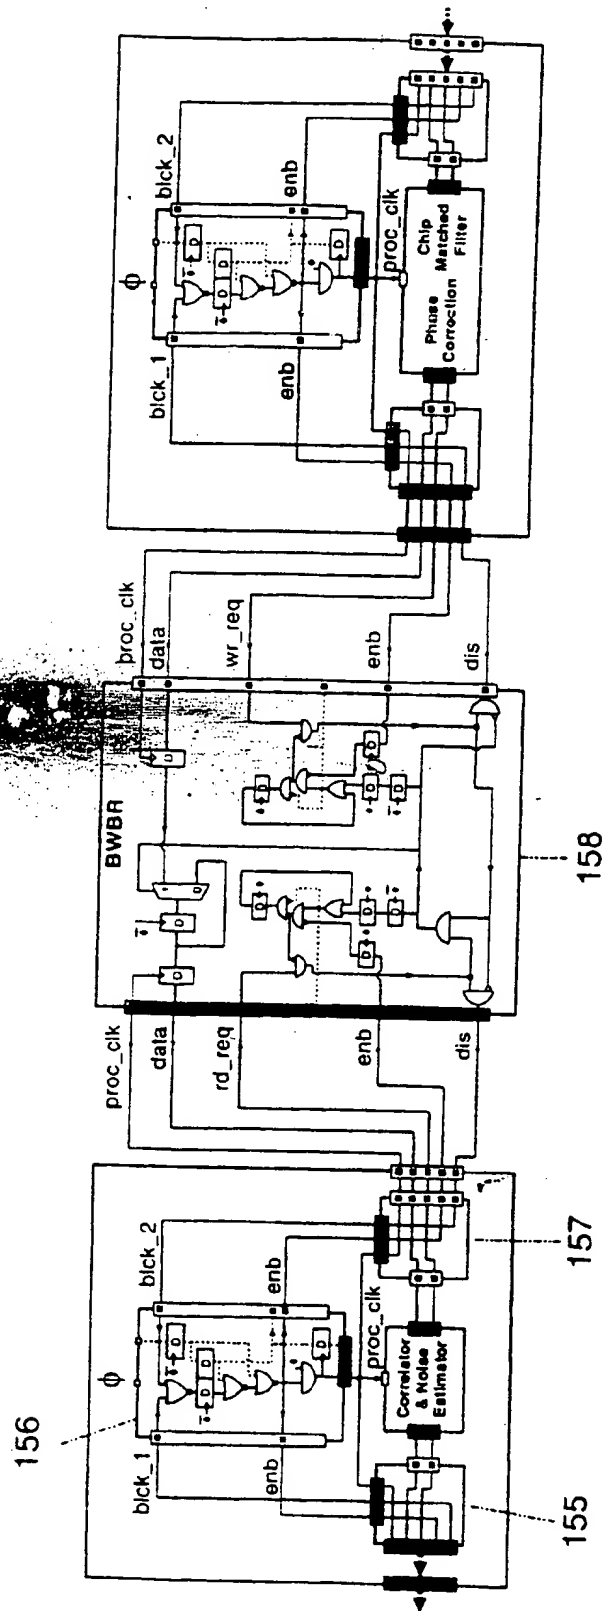 156
ϕ
blck_1
blck_2
D
D
D
D
ϕ
ϕ
enb
enb
proc_clk
Correlator
& Noise
Estimator
155
157
proc_clk
data
rd_req
enb
dis
BWBR
D
D
D
D
D
D
D
D
D
D
D
D
158
proc_clk
data
wr_req
enb
dis
ϕ
blck_1
blck_2
D
D
D
D
enb
enb
proc_clk
Phase
Corroction
Chip
Matched
Filter